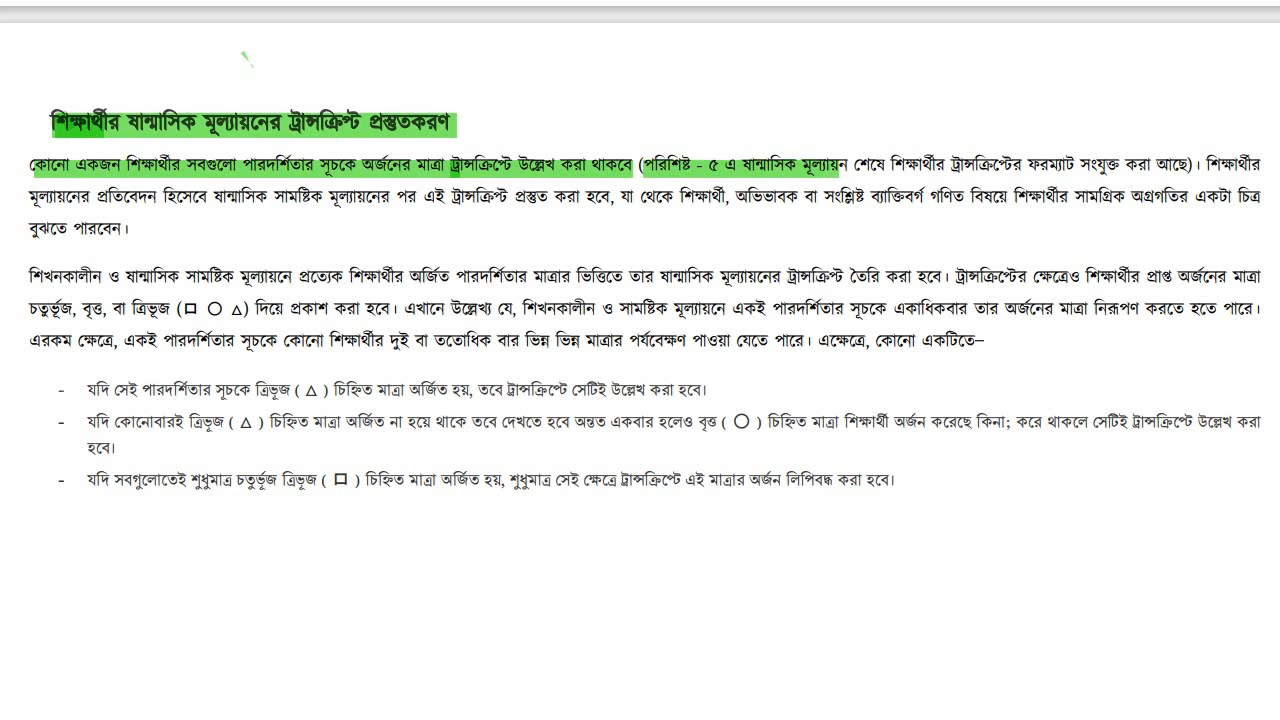 শিক্ষার্থীর ষান্মাসিক মূল্যায়নের ট্রান্সক্রিপ্ট প্রস্তুতকরণ
কোনো একজন শিক্ষার্থীর সবগুলো পারদর্শিতার সূচকে অর্জনের মাত্রা ট্রান্সক্রিপ্টে উল্লেখ করা থাকবে (পরিশিষ্ট - ৫ এ ষান্মাসিক মূল্যায়ন শেষে শিক্ষার্থীর ট্রান্সক্রিপ্টের ফরম্যাট সংযুক্ত করা আছে)। শিক্ষার্থীর
মূল্যায়নের প্রতিবেদন হিসেবে ষান্মাসিক সামষ্টিক মূল্যায়নের পর এই ট্রান্সক্রিপ্ট প্রস্তুত করা হবে, যা থেকে শিক্ষার্থী, অভিভাবক বা সংশ্লিষ্ট ব্যাক্তিবর্গ গণিত বিষয়ে শিক্ষার্থীর সামগ্রিক অগ্রগতির একটা চিত্র
বুঝতে পারবেন।
শিখনকালীন ও ষান্মাসিক সামষ্টিক মূল্যায়নে প্রত্যেক শিক্ষার্থীর অর্জিত পারদর্শিতার মাত্রার ভিত্তিতে তার ষান্মাসিক মূল্যায়নের ট্রান্সক্রিপ্ট তৈরি করা হবে। ট্রান্সক্রিপ্টের ক্ষেত্রেও শিক্ষার্থীর প্রাপ্ত অর্জনের মাত্রা
চতুর্ভূজ, বৃত্ত, বা ত্রিভূজ (□ ○ △) দিয়ে প্রকাশ করা হবে। এখানে উল্লেখ্য যে, শিখনকালীন ও সামষ্টিক মূল্যায়নে একই পারদর্শিতার সূচকে একাধিকবার তার অর্জনের মাত্রা নিরূপণ করতে হতে পারে।
এরকম ক্ষেত্রে, একই পারদর্শিতার সূচকে কোনো শিক্ষার্থীর দুই বা ততোধিক বার ভিন্ন ভিন্ন মাত্রার পর্যবেক্ষণ পাওয়া যেতে পারে। এক্ষেত্রে, কোনো একটিতে–
- যদি সেই পারদর্শিতার সূচকে ত্রিভূজ ( △ ) চিহ্নিত মাত্রা অর্জিত হয়, তবে ট্রান্সক্রিপ্টে সেটিই উল্লেখ করা হবে।
- যদি কোনোবারই ত্রিভূজ ( △ ) চিহ্নিত মাত্রা অর্জিত না হয়ে থাকে তবে দেখতে হবে অন্তত একবার হলেও বৃত্ত ( ○ ) চিহ্নিত মাত্রা শিক্ষার্থী অর্জন করেছে কিনা; করে থাকলে সেটিই ট্রান্সক্রিপ্টে উল্লেখ করা
হবে।
- যদি সবগুলোতেই শুধুমাত্র চতুর্ভূজ ত্রিভূজ ( □ ) চিহ্নিত মাত্রা অর্জিত হয়, শুধুমাত্র সেই ক্ষেত্রে ট্রান্সক্রিপ্টে এই মাত্রার অর্জন লিপিবদ্ধ করা হবে।